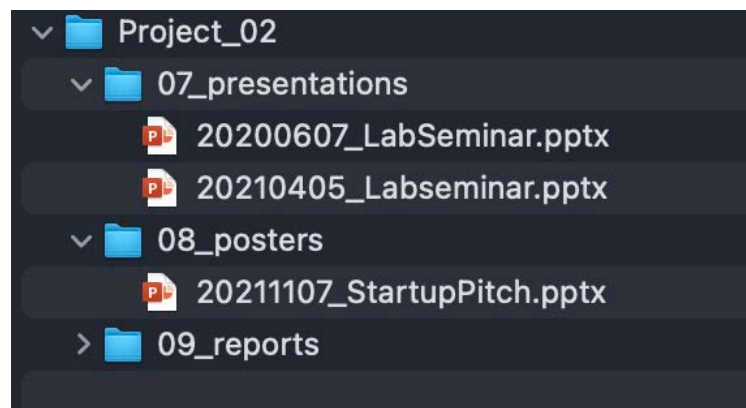 Project_02
07_presentations
20200607_LabSeminar.pptx
20210405_Labseminar.pptx
08_posters
20211107_StartupPitch.pptx
09_reports